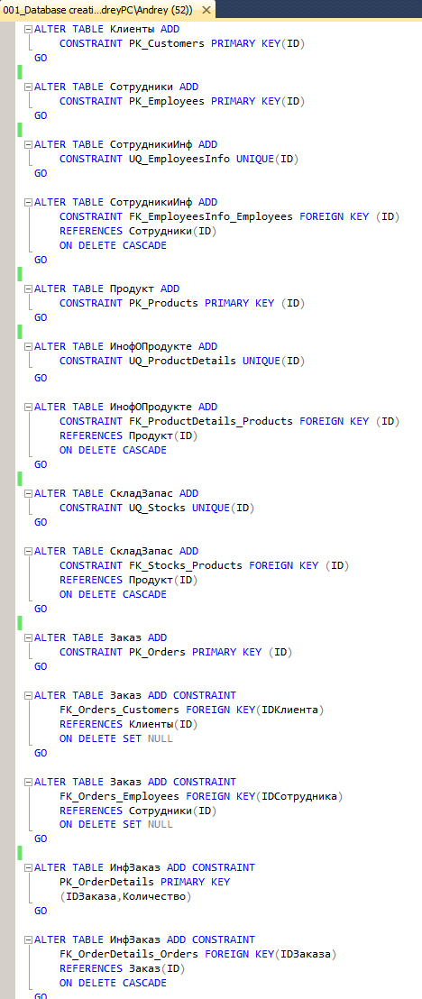 001_Database creati...dreyPC\Andrey (52))
ALTER TABLE Клиенты ADD
CONSTRAINT PK_Customers PRIMARY KEY(ID)
GO
ALTER TABLE Сотрудники ADD
CONSTRAINT PK_Employees PRIMARY KEY(ID)
GO
ALTER TABLE СотрудникиИнф ADD
CONSTRAINT UQ_EmployeesInfo UNIQUE(ID)
GO
ALTER TABLE СотрудникиИнф ADD
CONSTRAINT FK_EmployeesInfo_Employees FOREIGN KEY (ID)
REFERENCES Сотрудники(ID)
ON DELETE CASCADE
GO
ALTER TABLE Продукт ADD
CONSTRAINT PK_Products PRIMARY KEY (ID)
GO
ALTER TABLE ИнофОПродукте ADD
CONSTRAINT UQ_ProductDetails UNIQUE(ID)
GO
ALTER TABLE ИнофОПродукте ADD
CONSTRAINT FK_ProductDetails_Products FOREIGN KEY (ID)
REFERENCES Продукт(ID)
ON DELETE CASCADE
GO
ALTER TABLE СкладЗапас ADD
CONSTRAINT UQ_Stocks UNIQUE(ID)
GO
ALTER TABLE СкладЗапас ADD
CONSTRAINT FK_Stocks_Products FOREIGN KEY (ID)
REFERENCES Продукт(ID)
ON DELETE CASCADE
GO
ALTER TABLE Заказ ADD
CONSTRAINT PK_Orders PRIMARY KEY (ID)
GO
ALTER TABLE Заказ ADD CONSTRAINT
FK_Orders_Customers FOREIGN KEY(IDКлиента)
REFERENCES Клиенты(ID)
ON DELETE SET NULL
GO
ALTER TABLE Заказ ADD CONSTRAINT
FK_Orders_Employees FOREIGN KEY(IDСотрудника)
REFERENCES Сотрудники(ID)
ON DELETE SET NULL
GO
ALTER TABLE ИнфЗаказ ADD CONSTRAINT
PK_OrderDetails PRIMARY KEY
(IDЗаказа,Количество)
GO
ALTER TABLE ИнфЗаказ ADD CONSTRAINT
FK_OrderDetails_Orders FOREIGN KEY(IDЗаказа)
REFERENCES Заказ(ID)
ON DELETE CASCADE
GO